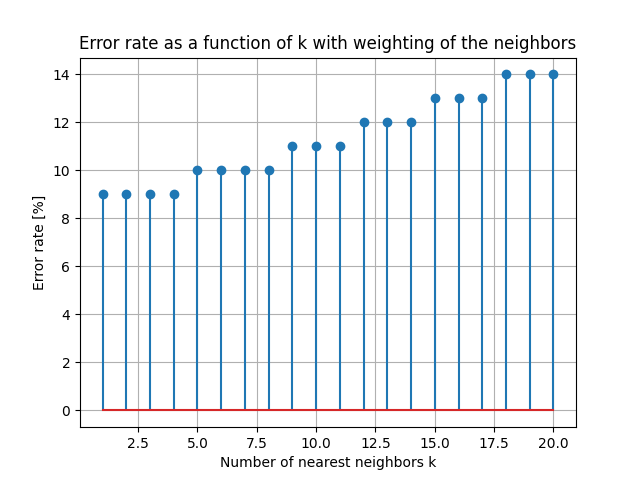 Error rate as a function of k with weighting of the neighbors
14
12
10
8
6
4
2
0
Error rate [%]
2.5 5.0 7.5 10.0 12.5 15.0 17.5 20.0
Number of nearest neighbors k